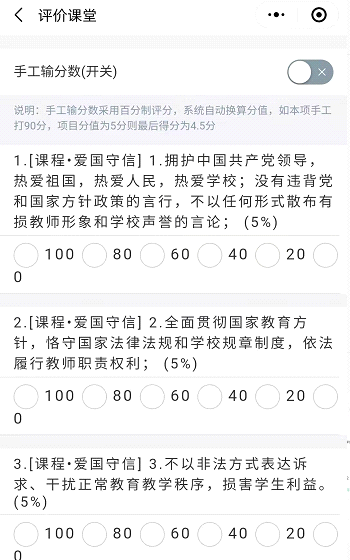 评价课堂
手工输分数(开关)
说明：手工输分数采用百分制评分，系统自动换算分值，如本项手工
打90分，项目分值为5分则最后得分为4.5分
1.[课程•爱国守信] 1.拥护中国共产党领导，
热爱祖国，热爱人民，热爱学校；没有违背党
和国家方针政策的言行，不以任何形式散布有
损教师形象和学校声誉的言论； (5%)
100 80 60 40 20
0
2.[课程•爱国守信] 2.全面贯彻国家教育方
针，恪守国家法律法规和学校规章制度，依法
履行教师职责权利； (5%)
100 80 60 40 20
0
3.[课程•爱国守信] 3.不以非法方式表达诉
求、干扰正常教育教学秩序，损害学生利益。
(5%)
100 80 60 40 20
0